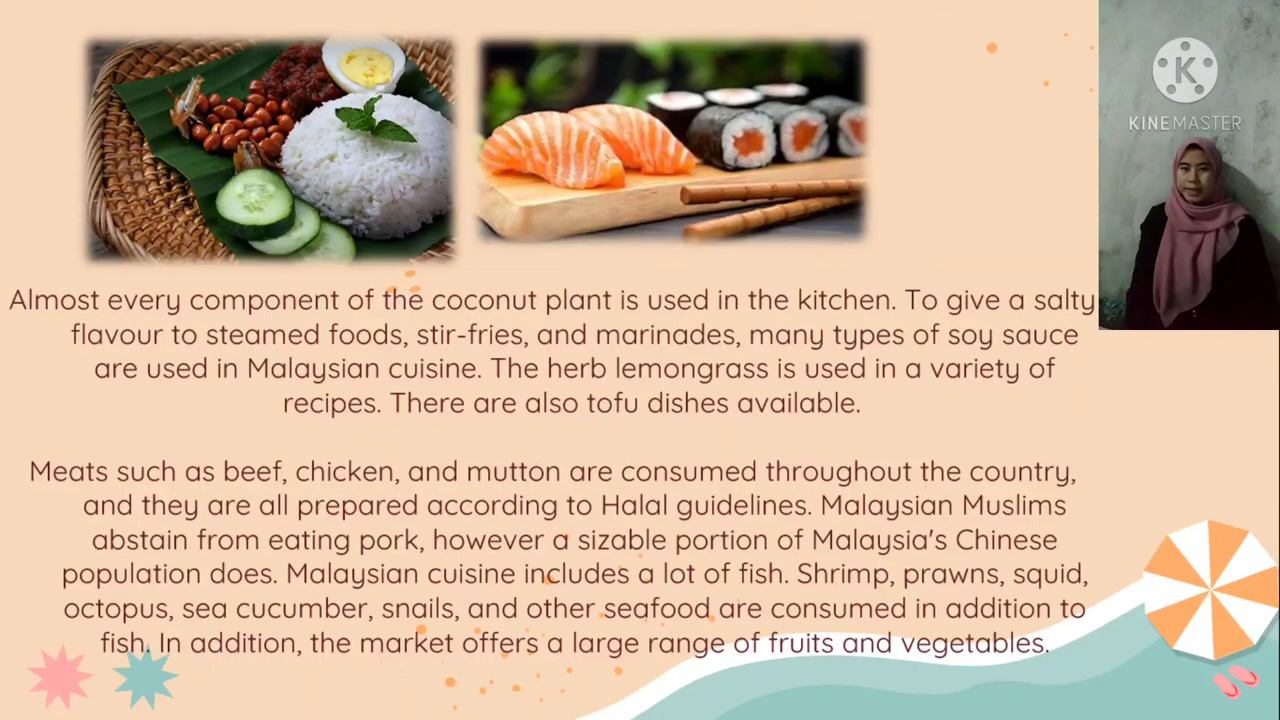 K
KINEMASTER
Almost every component of the coconut plant is used in the kitchen. To give a salty
flavour to steamed foods, stir-fries, and marinades, many types of soy sauce
are used in Malaysian cuisine. The herb lemongrass is used in a variety of
recipes. There are also tofu dishes available.
Meats such as beef, chicken, and mutton are consumed throughout the country,
and they are all prepared according to Halal guidelines. Malaysian Muslims
abstain from eating pork, however a sizable portion of Malaysia's Chinese
population does. Malaysian cuisine includes a lot of fish. Shrimp, prawns, squid,
octopus, sea cucumber, snails, and other seafood are consumed in addition to
fish. In addition, the market offers a large range of fruits and vegetables.